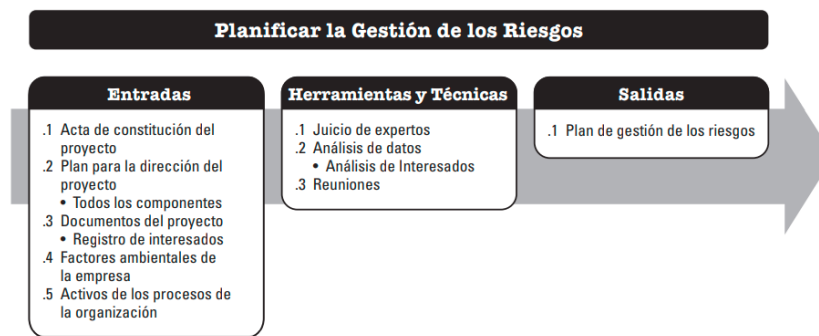 Planificar la Gestión de los Riesgos
Entradas
.1 Acta de constitución del
proyecto
.2 Plan para la dirección del
proyecto
• Todos los componentes
.3 Documentos del proyecto
• Registro de interesados
.4 Factores ambientales de
la empresa
.5 Activos de los procesos de
la organización
Herramientas y Técnicas
.1 Juicio de expertos
.2 Análisis de datos
• Análisis de Interesados
.3 Reuniones
Salidas
.1 Plan de gestión de los riesgos